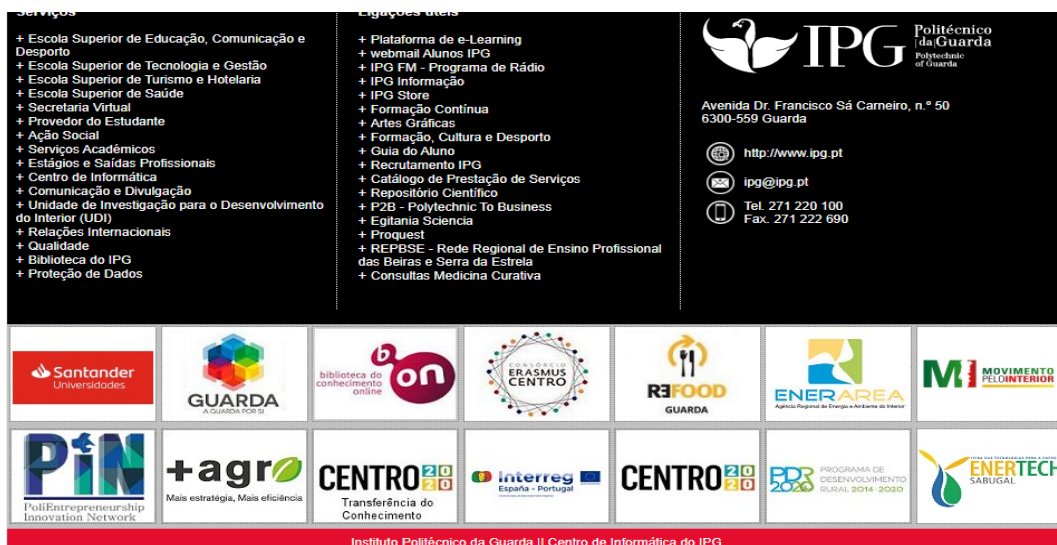 Serviços
+ Escola Superior de Educação, Comunicação e
Desporto
+ Escola Superior de Tecnologia e Gestão
+ Escola Superior de Turismo e Hotelaria
+ Escola Superior de Saúde
+ Secretaria Virtual
+ Provedor do Estudante
+ Ação Social
+ Serviços Académicos
+ Estágios e Saídas Profissionais
+ Centro de Informática
+ Comunicação e Divulgação
+ Unidade de Investigação para o Desenvolvimento
do Interior (UDI)
+ Relações Internacionais
+ Qualidade
+ Biblioteca do IPG
+ Proteção de Dados
Ligações úteis
+ Plataforma de e-Learning
+ webmail Alunos IPG
+ IPG FM - Programa de Rádio
+ IPG Informação
+ IPG Store
+ Formação Contínua
+ Artes Gráficas
+ Formação, Cultura e Desporto
+ Guia do Aluno
+ Recrutamento IPG
+ Catálogo de Prestação de Serviços
+ Repositório Científico
+ P2B - Polytechnic To Business
+ Egitania Sciencia
+ Proquest
+ REPBSE - Rede Regional de Ensino Profissional
das Beiras e Serra da Estrela
+ Consultas Medicina Curativa
IPG
Politécnico
|da|Guarda
Polytechnic
of Guarda
Avenida Dr. Francisco Sá Carneiro, n.º 50
6300-559 Guarda
http://www.ipg.pt
ipg@ipg.pt
Tel. 271 220 100
Fax. 271 222 690
Santander
Universidades
GUARDA
A GUARDA POR SI
b
on
biblioteca do
conhecimento
online
CONSÓRCIO
ERASMUS
CENTRO
REFOOD
GUARDA
ENERAREA
Agência Regional de Energia e Ambiente do Interior
MI MOVIMENTO
PELOINTERIOR
PiN
PoliEntrepreneurship
Innovation Network
+agro
Mais estratégia, Mais eficiência
CENTRO 2020
Transferência do
Conhecimento
Interreg
España - Portugal
CENTRO 2020
PDR
2020
PROGRAMA DE
DESENVOLVIMENTO
RURAL 2014·2020
ENERTECH
SABUGAL
Instituto Politécnico da Guarda || Centro de Informática do IPG